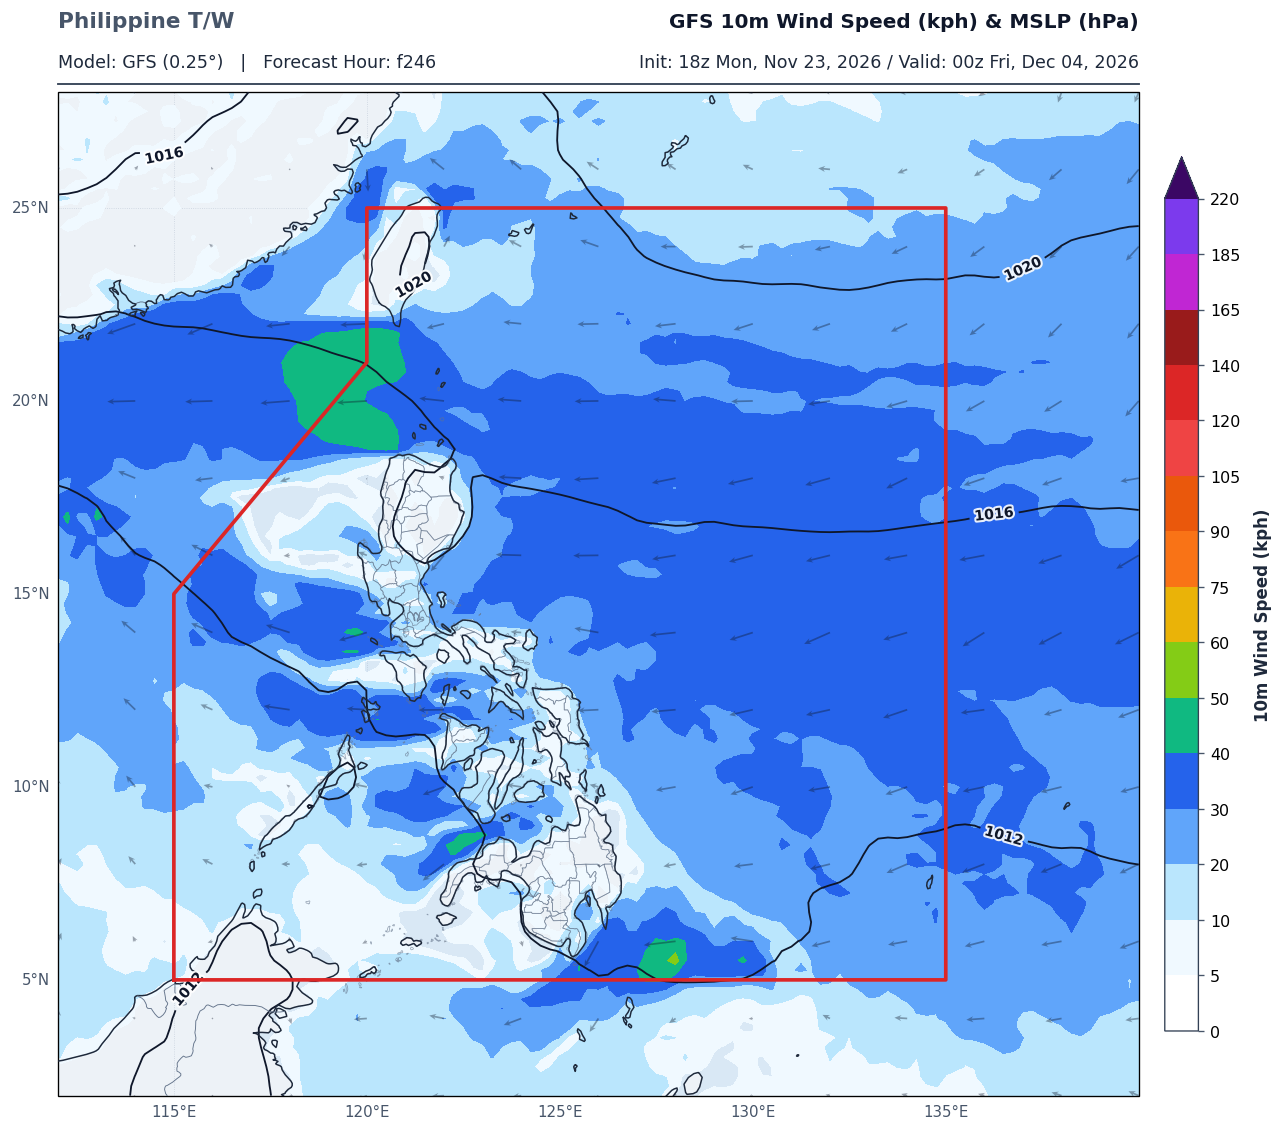 Philippine T/W
GFS 10m Wind Speed (kph) & MSLP (hPa)
Model: GFS (0.25°) | Forecast Hour: f246
Init: 18z Mon, Nov 23, 2026 / Valid: 00z Fri, Dec 04, 2026
1016
1020
1020
1016
1012
1012
25°N
20°N
15°N
10°N
5°N
115°E
120°E
125°E
130°E
135°E
220
185
165
140
120
105
90
75
60
50
40
30
20
10
5
0
10m Wind Speed (kph)